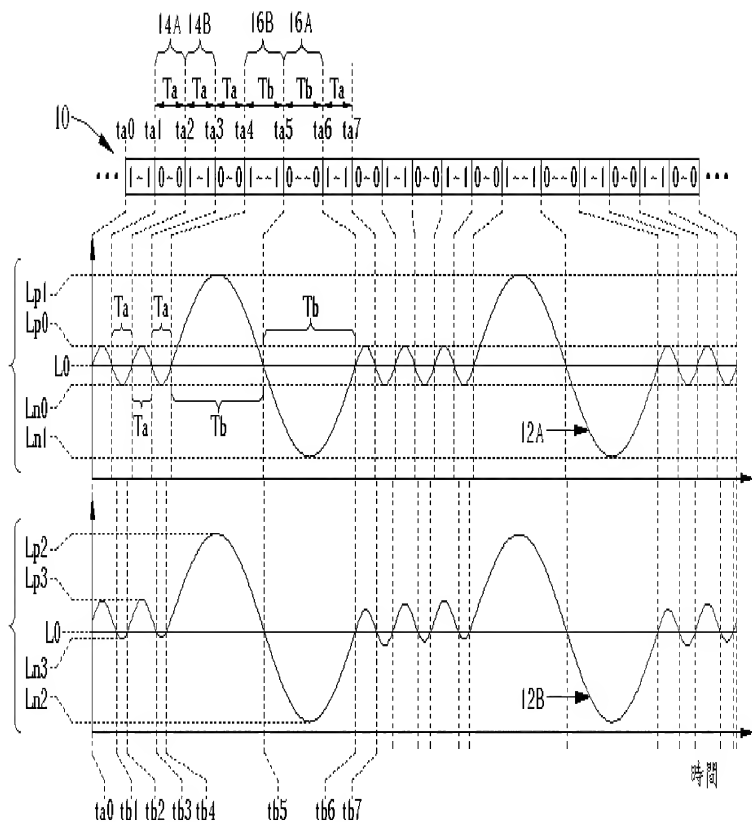 14A 14B 16B 16A
Ta Ta Ta Tb Tb Ta
10 ta0 ta1 ta2 ta3 ta4 ta5 ta6 ta7
••• 1~1 0~0 1~1 0~0 1~~1 0~~0 1~1 0~0 1~1 0~0 1~1 0~0 1~~1 0~~0 1~1 0~0 1~1 0~0 •••
Lp1
Lp0 Ta Ta Tb
L0
Ln0
Ta Tb
Ln1 12A
Lp2
Lp3
L0
Ln3
Ln2 12B
時間
ta0 tb1 tb2 tb3 tb4 tb5 tb6 tb7